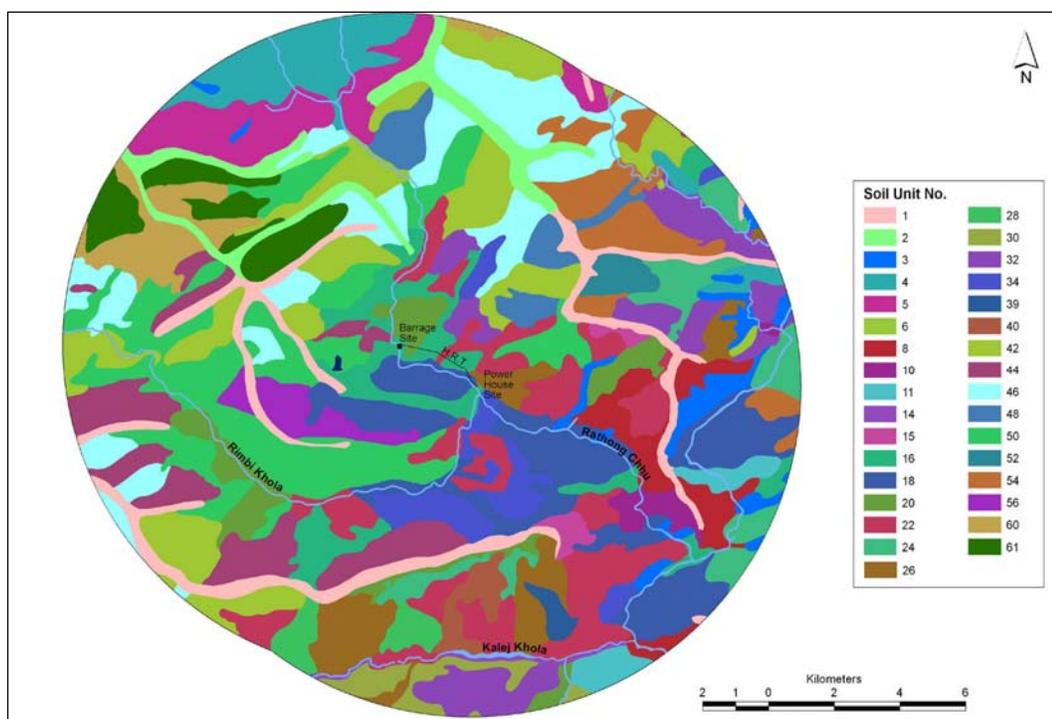 N
Soil Unit No.
1
2
3
4
5
6
8
10
11
14
15
16
18
20
22
24
26
28
30
32
34
39
40
42
44
46
48
50
52
54
56
60
61
Barrage
Site
H.R.T.
Power
House
Site
Rathong Chhu
Rimbi Khola
Kalej Khola
Kilometers
2 1 0 2 4 6